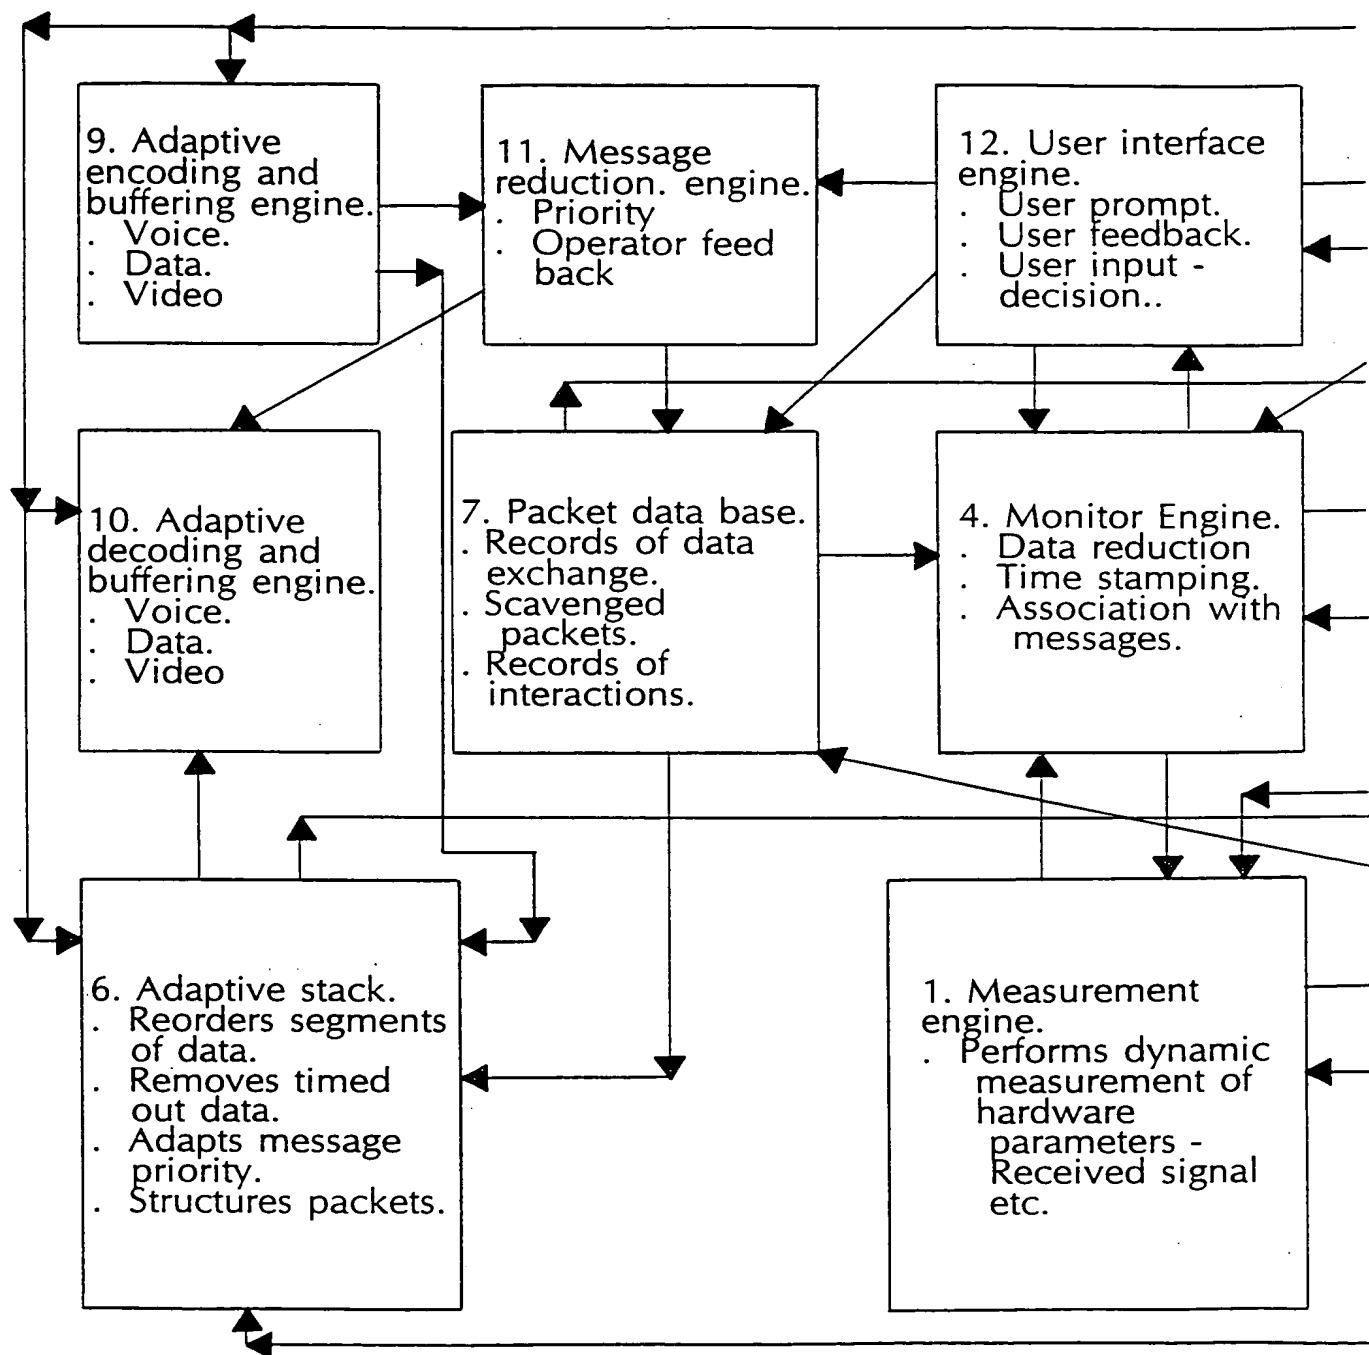 9. Adaptive
encoding and
buffering engine.
. Voice.
. Data.
. Video
11. Message
reduction. engine.
. Priority
. Operator feed
back
12. User interface
engine.
. User prompt.
. User feedback.
. User input -
decision..
10. Adaptive
decoding and
buffering engine.
. Voice.
. Data.
. Video
7. Packet data base.
. Records of data
exchange.
. Scavenged
packets.
. Records of
interactions.
4. Monitor Engine.
. Data reduction
. Time stamping.
. Association with
messages.
6. Adaptive stack.
. Reorders segments
of data.
. Removes timed
out data.
. Adapts message
priority.
. Structures packets.
1. Measurement
engine.
. Performs dynamic
measurement of
hardware
parameters -
Received signal
etc.